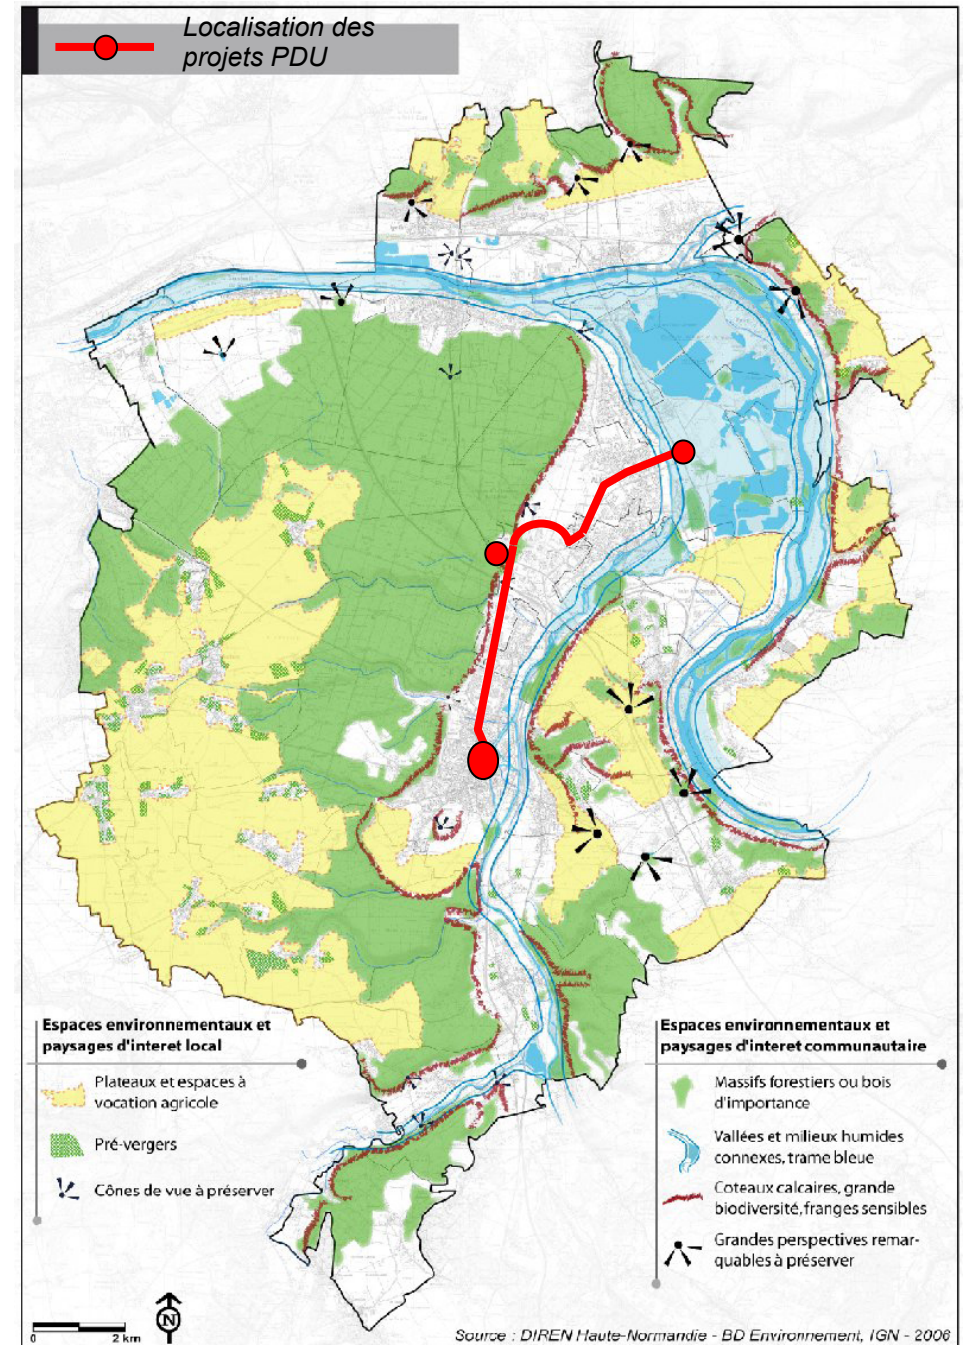 Localisation des
projets PDU
Espaces environnementaux et
paysages d'interet local
Plateaux et espaces à
vocation agricole
Pré-vergers
Cônes de vue à préserver
Espaces environnementaux et
paysages d'interet communautaire
Massifs forestiers ou bois
d'importance
Vallées et milieux humides
connexes, trame bleue
Coteaux calcaires, grande
biodiversité, franges sensibles
Grandes perspectives remar-
quables à préserver
0 2 km
N
Source : DIREN Haute-Normandie - BD Environnement, IGN - 2006